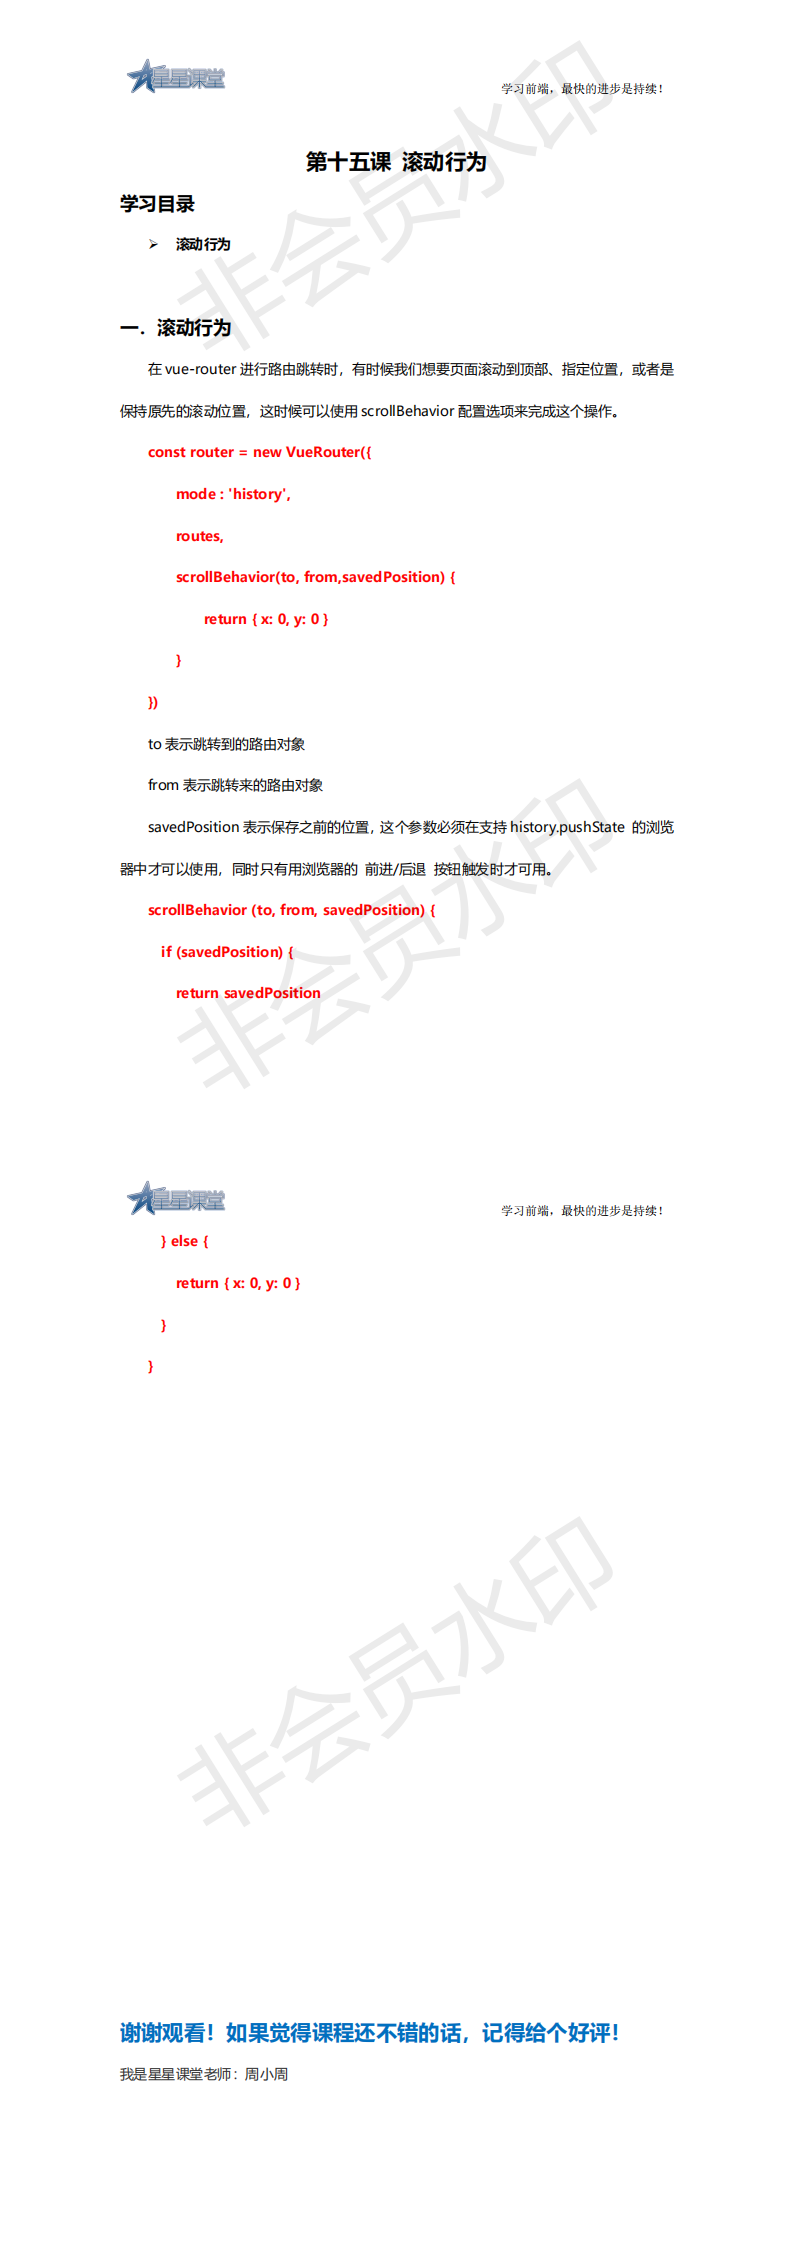 星星课堂
学习前端，最快的进步是持续！
第十五课 滚动行为
学习目录
➢ 滚动行为
一．滚动行为
在 vue-router 进行路由跳转时，有时候我们想要页面滚动到顶部、指定位置，或者是
保持原先的滚动位置，这时候可以使用 scrollBehavior 配置选项来完成这个操作。
const router = new VueRouter({
mode : 'history',
routes,
scrollBehavior(to, from,savedPosition) {
return { x: 0, y: 0 }
}
})
to 表示跳转到的路由对象
from 表示跳转来的路由对象
savedPosition 表示保存之前的位置，这个参数必须在支持 history.pushState 的浏览
器中才可以使用，同时只有用浏览器的 前进/后退 按钮触发时才可用。
scrollBehavior (to, from, savedPosition) {
if (savedPosition) {
return savedPosition
非会员水印
非会员水印
星星课堂
学习前端，最快的进步是持续！
} else {
return { x: 0, y: 0 }
}
}
非会员水印
谢谢观看！如果觉得课程还不错的话，记得给个好评！
我是星星课堂老师：周小周